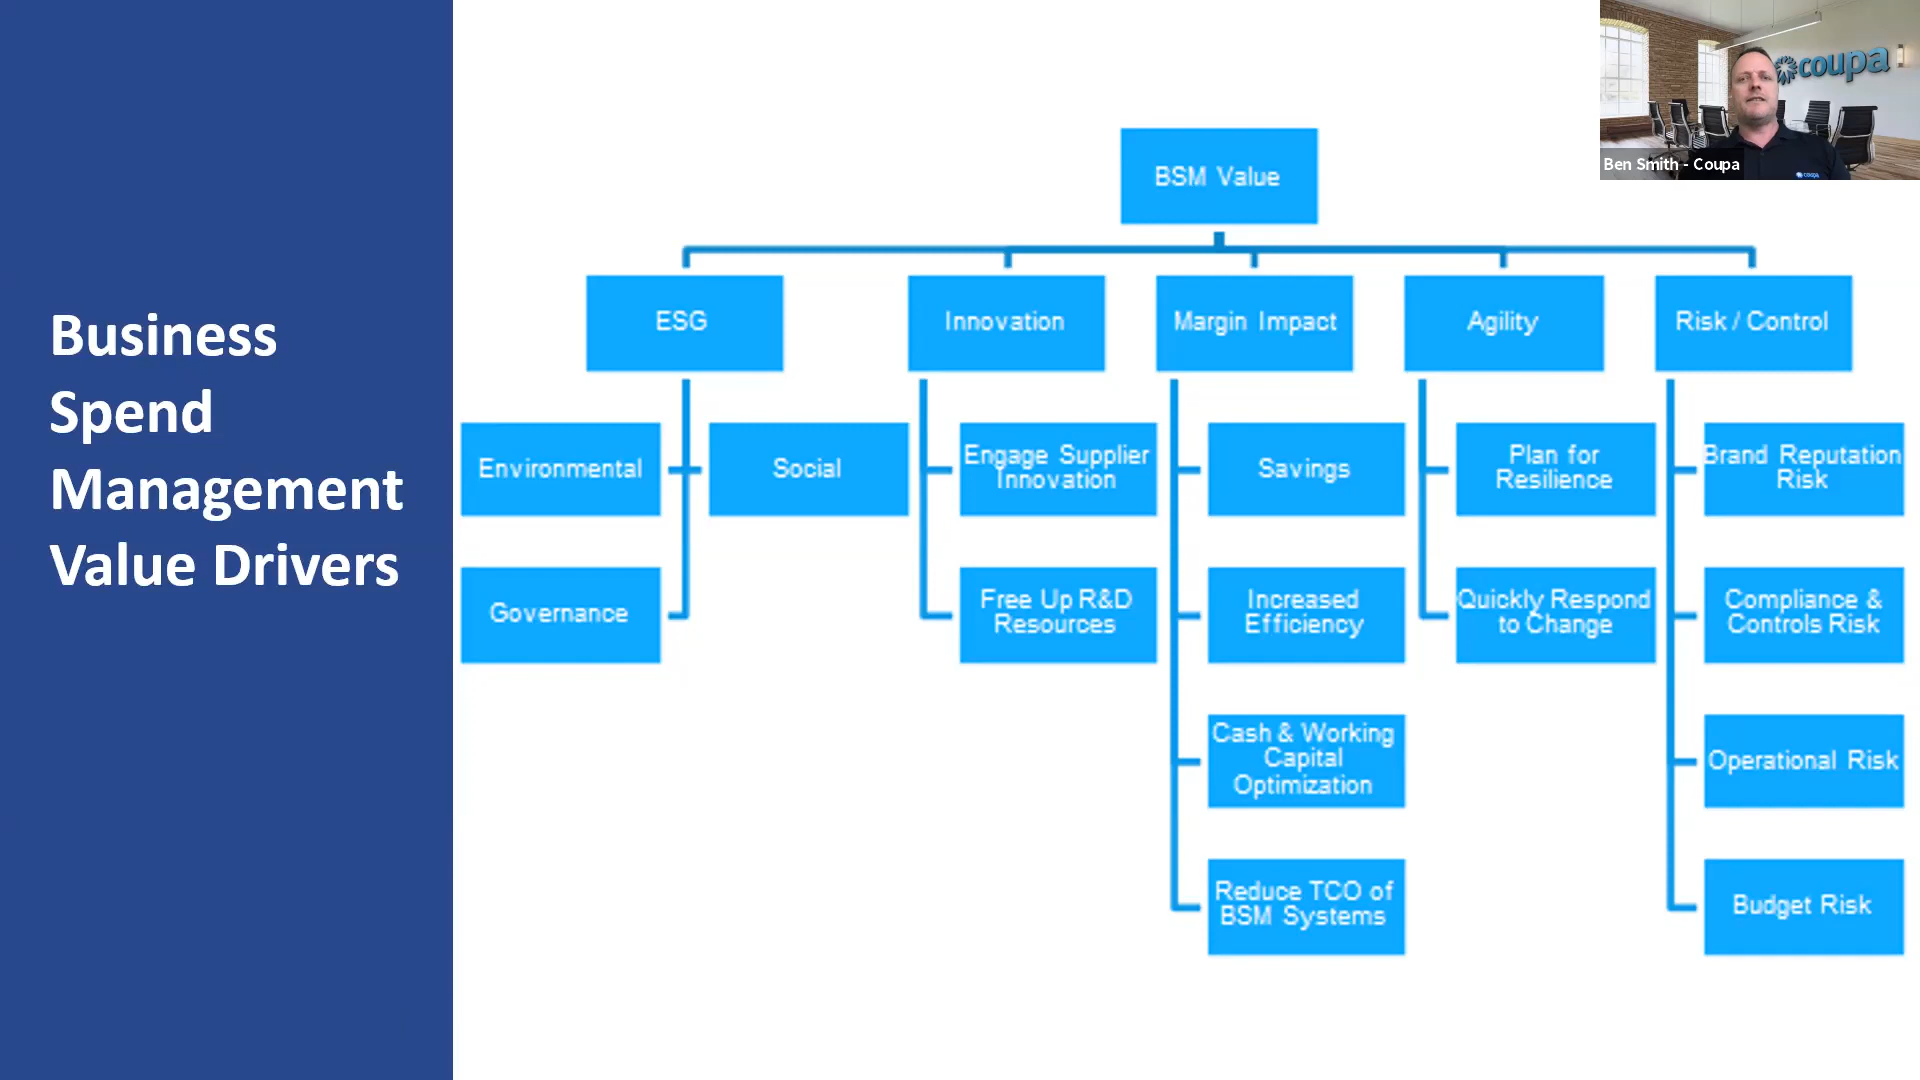 Business
Spend
Management
Value Drivers
BSM Value
ESG
Innovation
Margin Impact
Agility
Risk / Control
Environmental
Social
Governance
Engage Supplier
Innovation
Free Up R&D
Resources
Savings
Increased
Efficiency
Cash & Working
Capital
Optimization
Reduce TCO of
BSM Systems
Plan for
Resilience
Quickly Respond
to Change
Brand Reputation
Risk
Compliance &
Controls Risk
Operational Risk
Budget Risk
coupa
coupa
Ben Smith - Coupa